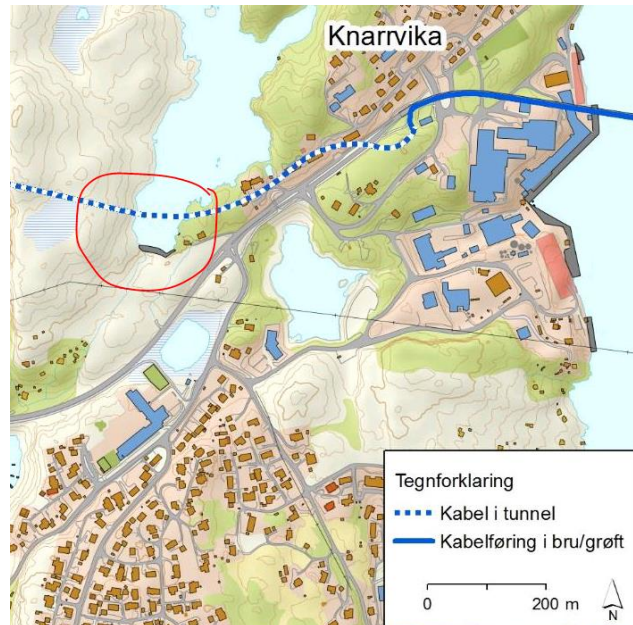 Knarrvika
Tegnforklaring
Kabel i tunnel
Kabelføring i bru/grøft
0 200 m
N